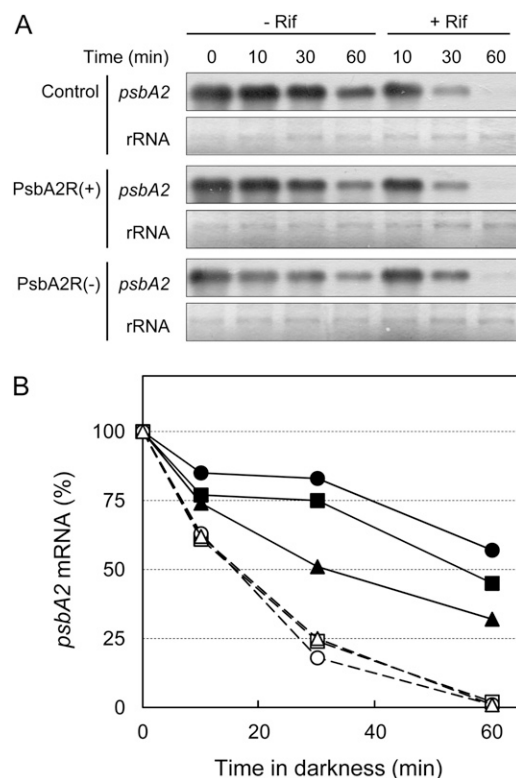 A
- Rif + Rif
Time (min) 0 10 30 60 10 30 60
Control psbA2
rRNA
PsbA2R(+) psbA2
rRNA
PsbA2R(-) psbA2
rRNA
B
100
75
50
25
0
psbA2 mRNA (%)
0 20 40 60
Time in darkness (min)